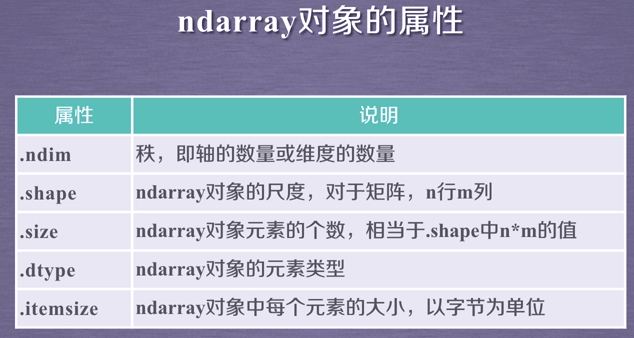 ndarray对象的属性
属性 说明
.ndim 秩，即轴的数量或维度的数量
.shape ndarray对象的尺度，对于矩阵，n行m列
.size ndarray对象元素的个数，相当于.shape中n*m的值
.dtype ndarray对象的元素类型
.itemsize ndarray对象中每个元素的大小，以字节为单位